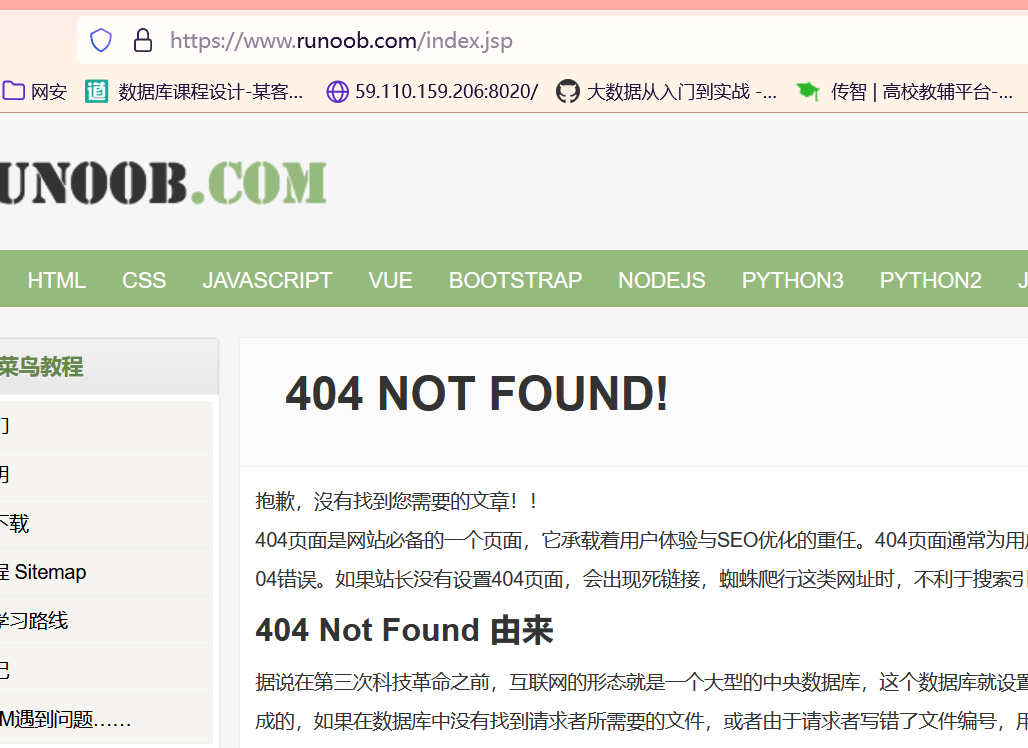 https://www.runoob.com/index.jsp
网安 数据库课程设计-某客... 59.110.159.206:8020/ 大数据从入门到实战 -... 传智 | 高校教辅平台-...
UNOOB.COM
HTML CSS JAVASCRIPT VUE BOOTSTRAP NODEJS PYTHON3 PYTHON2 J
菜鸟教程
404 NOT FOUND!
们
明
下载
程 Sitemap
学习路线
记
M遇到问题……
抱歉，沒有找到您需要的文章！！
404页面是网站必备的一个页面，它承载着用户体验与SEO优化的重任。404页面通常为用户
04错误。如果站长没有设置404页面，会出现死链接，蜘蛛爬行这类网址时，不利于搜索引
404 Not Found 由来
据说在第三次科技革命之前，互联网的形态就是一个大型的中央数据库，这个数据库就设置
成的，如果在数据库中没有找到请求者所需要的文件，或者由于请求者写错了文件编号，用